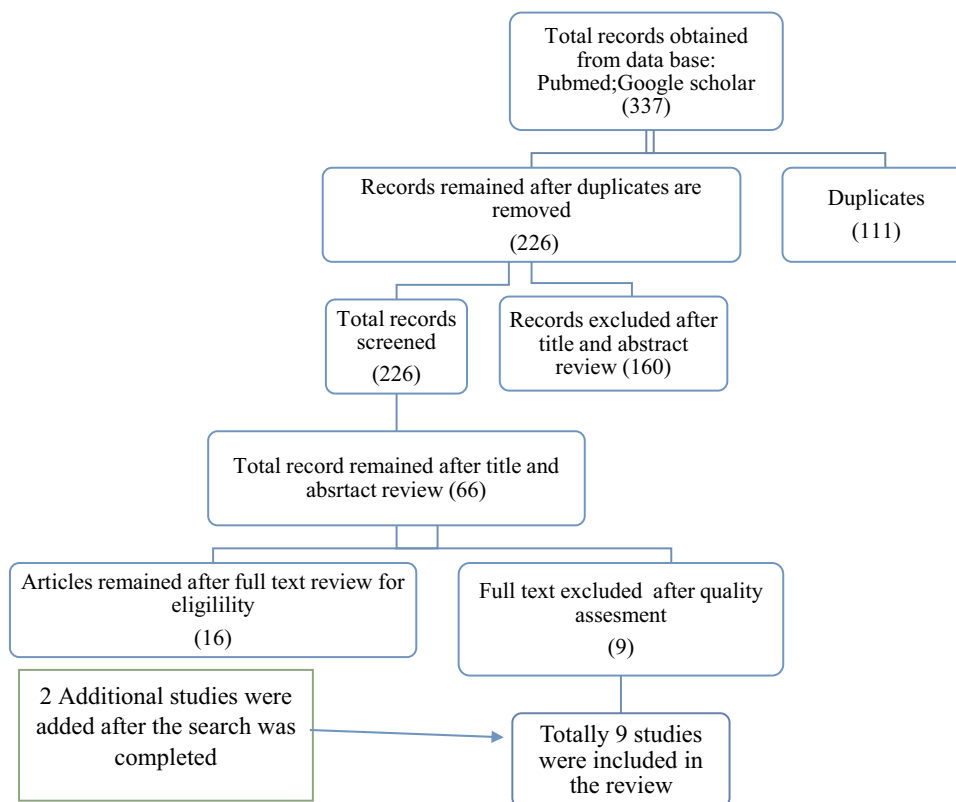 Total records obtained
from data base:
Pubmed;Google scholar
(337)
Records remained after duplicates are
removed
(226)
Duplicates
(111)
Total records
screened
(226)
Records excluded after
title and abstract
review (160)
Total record remained after title and
absrtact review (66)
Articles remained after full text review for
eligilility
(16)
Full text excluded after quality
assesment
(9)
2 Additional studies were
added after the search was
completed
Totally 9 studies
were included in
the review